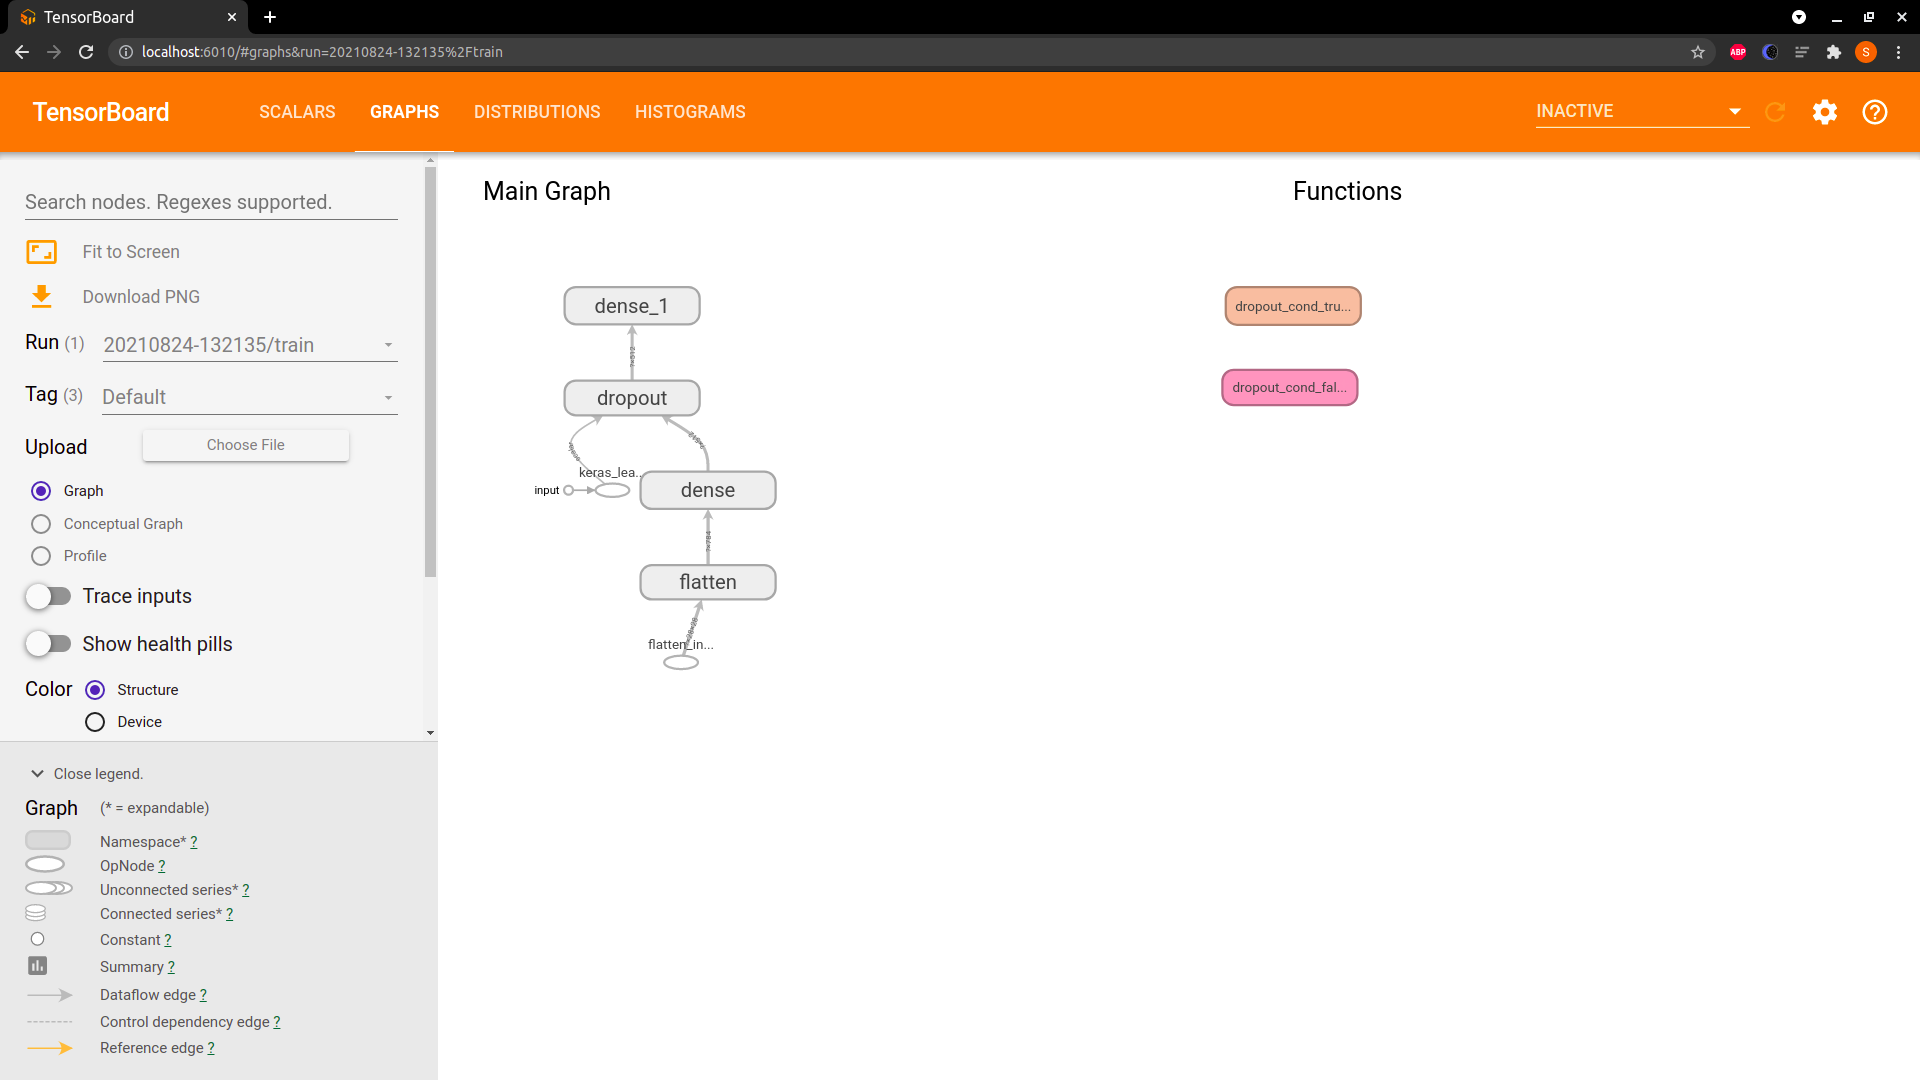 TensorBoard
localhost:6010/#graphs&run=20210824-132135%2Ftrain
ABP
S
TensorBoard
SCALARS
GRAPHS
DISTRIBUTIONS
HISTOGRAMS
INACTIVE
Search nodes. Regexes supported.
Fit to Screen
Download PNG
Run (1) 20210824-132135/train
Tag (3) Default
Upload Choose File
Graph
Conceptual Graph
Profile
Trace inputs
Show health pills
Color Structure
Device
Close legend.
Graph (* = expandable)
Namespace* ?
OpNode ?
Unconnected series* ?
Connected series* ?
Constant ?
Summary ?
Dataflow edge ?
Control dependency edge ?
Reference edge ?
Main Graph
dense_1
?×512
dropout
keras_lea...
input
dense
?×784
flatten
flatten_in...
Functions
dropout_cond_tru...
dropout_cond_fal...